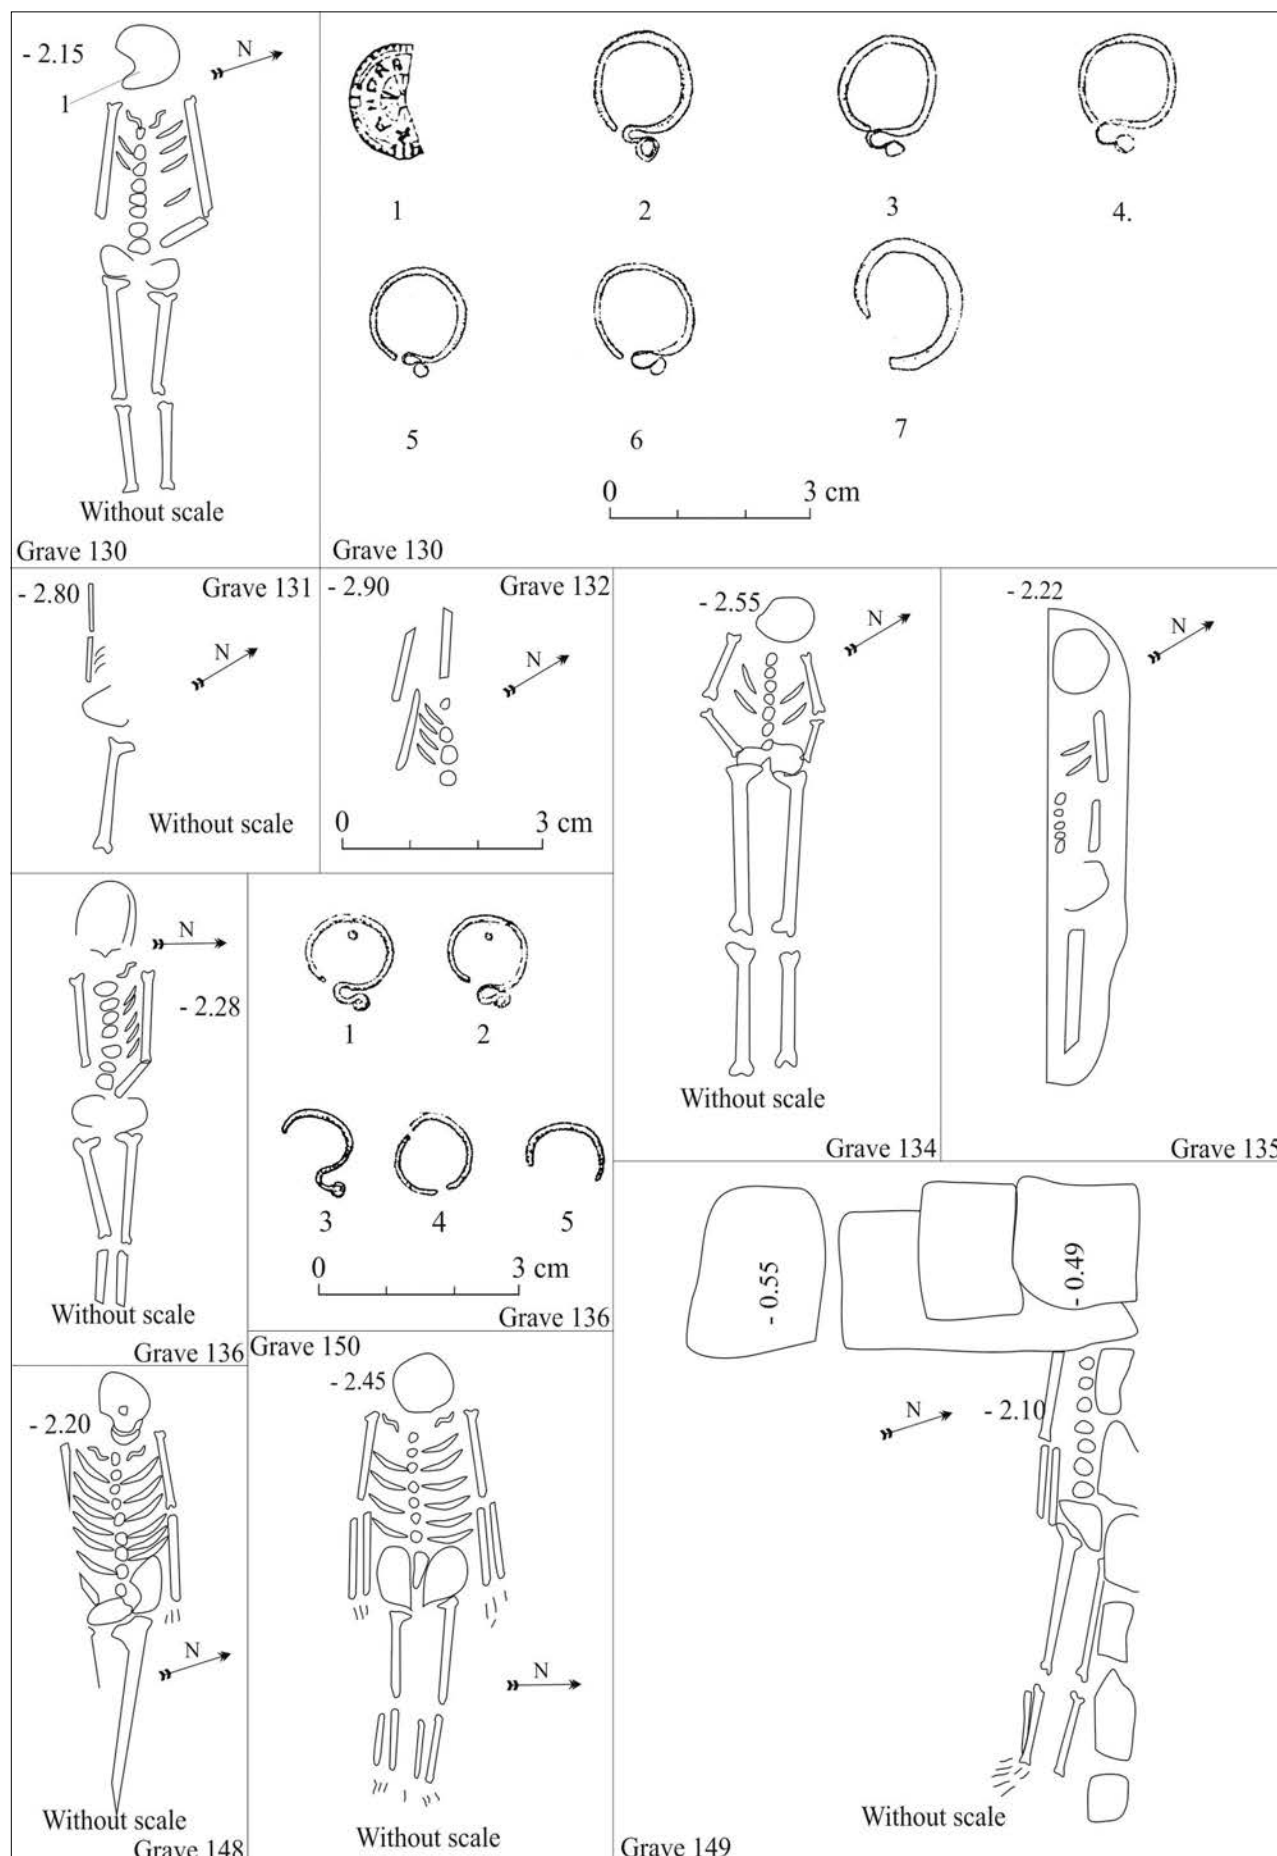 - 2.15
N
1
Without scale
Grave 130
1
2
3
4.
5
6
7
0 3 cm
Grave 130
- 2.80
Grave 131
N
Without scale
- 2.90
Grave 132
N
0 3 cm
- 2.55
N
Without scale
Grave 134
- 2.22
N
Grave 135
N
- 2.28
Without scale
Grave 136
1
2
3
4
5
0 3 cm
Grave 136
- 2.20
N
Without scale
Grave 148
Grave 150
- 2.45
N
Without scale
- 0.55
- 0.49
N
- 2.10
Without scale
Grave 149